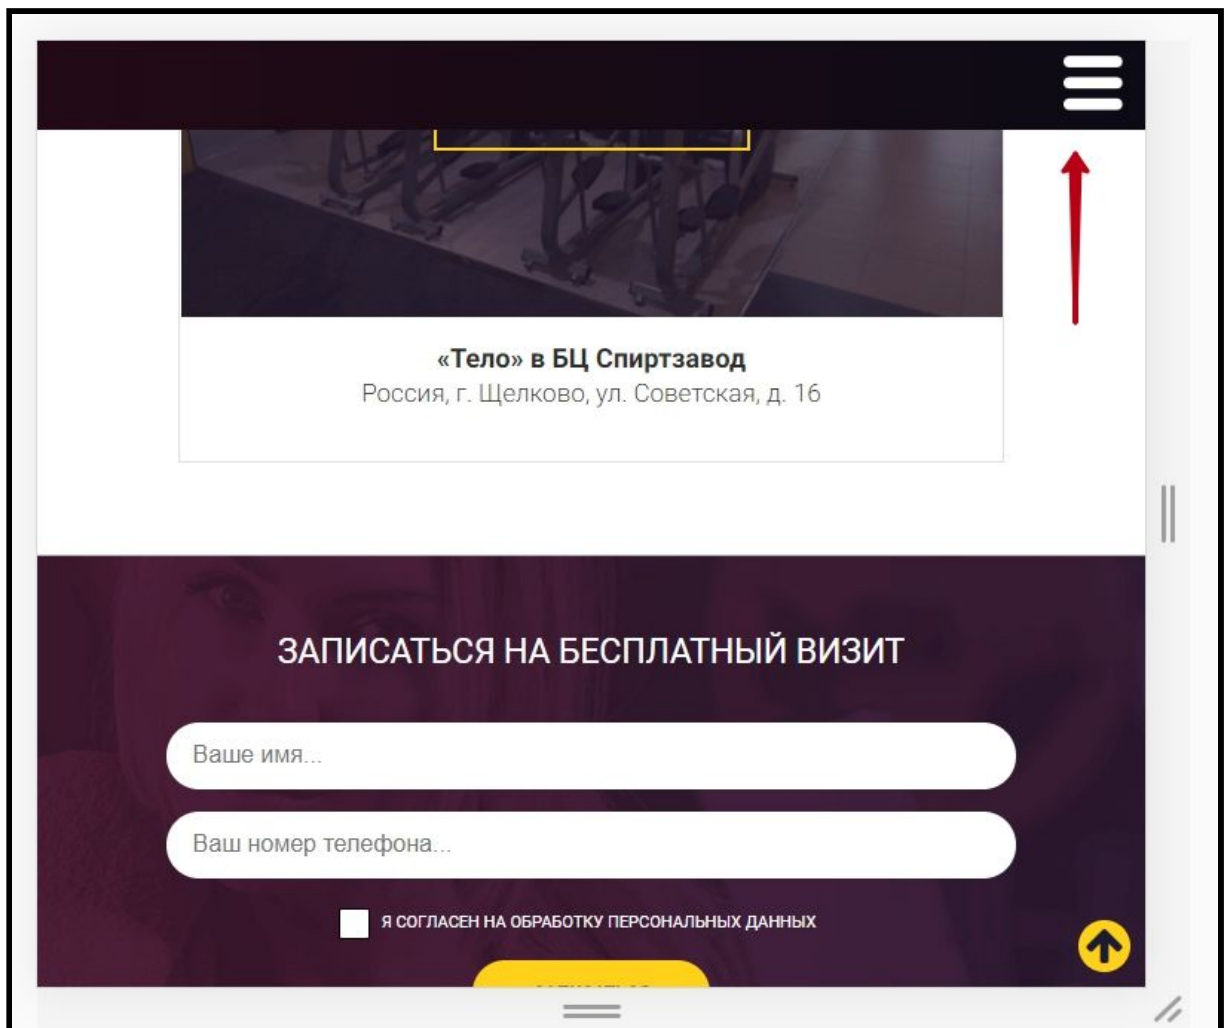 «Тело» в БЦ Спиртзавод
Россия, г. Щелково, ул. Советская, д. 16
ЗАПИСАТЬСЯ НА БЕСПЛАТНЫЙ ВИЗИТ
Ваше имя...
Ваш номер телефона...
Я СОГЛАСЕН НА ОБРАБОТКУ ПЕРСОНАЛЬНЫХ ДАННЫХ